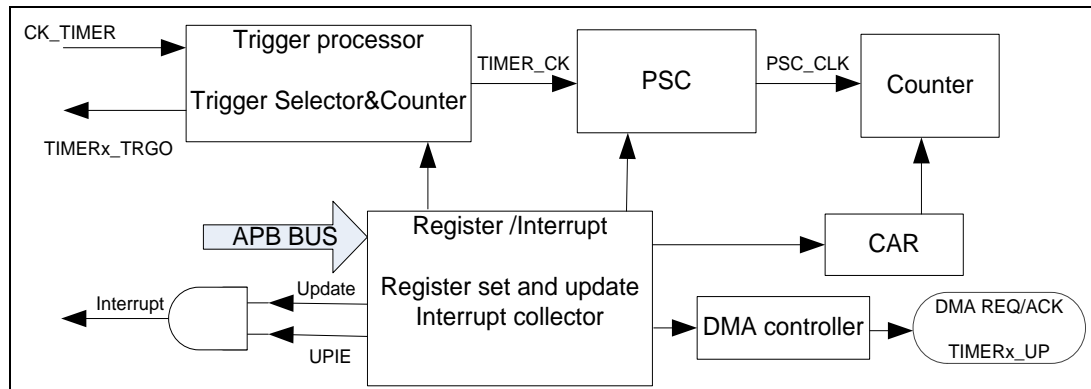 CK_TIMER
Trigger processor
Trigger Selector&Counter
TIMERx_TRGO
TIMER_CK
PSC
PSC_CLK
Counter
APB BUS
Register /Interrupt
Register set and update
Interrupt collector
CAR
Interrupt
Update
UPIE
DMA controller
DMA REQ/ACK
TIMERx_UP